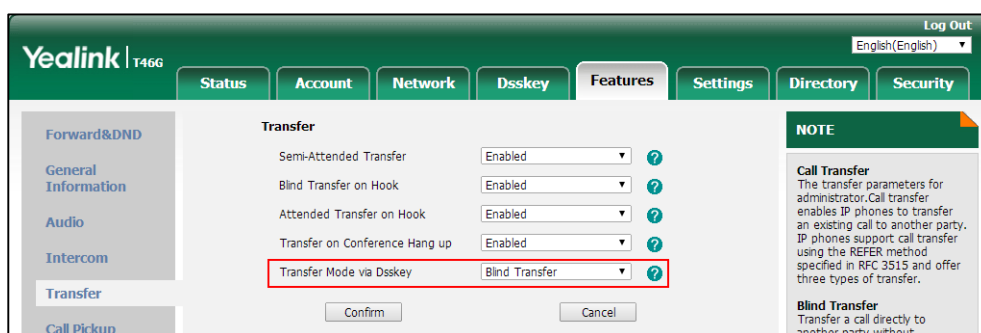 Log Out
Yealink | T46G
English(English)
Status Account Network Dsskey Features Settings Directory Security
Forward&DND
General
Information
Audio
Intercom
Transfer
Call Pickup
Transfer
Semi-Attended Transfer Enabled
Blind Transfer on Hook Enabled
Attended Transfer on Hook Enabled
Transfer on Conference Hang up Enabled
Transfer Mode via Dsskey Blind Transfer
Confirm Cancel
NOTE
Call Transfer
The transfer parameters for
administrator.Call transfer
enables IP phones to transfer
an existing call to another party.
IP phones support call transfer
using the REFER method
specified in RFC 3515 and offer
three types of transfer.
Blind Transfer
Transfer a call directly to
another party without